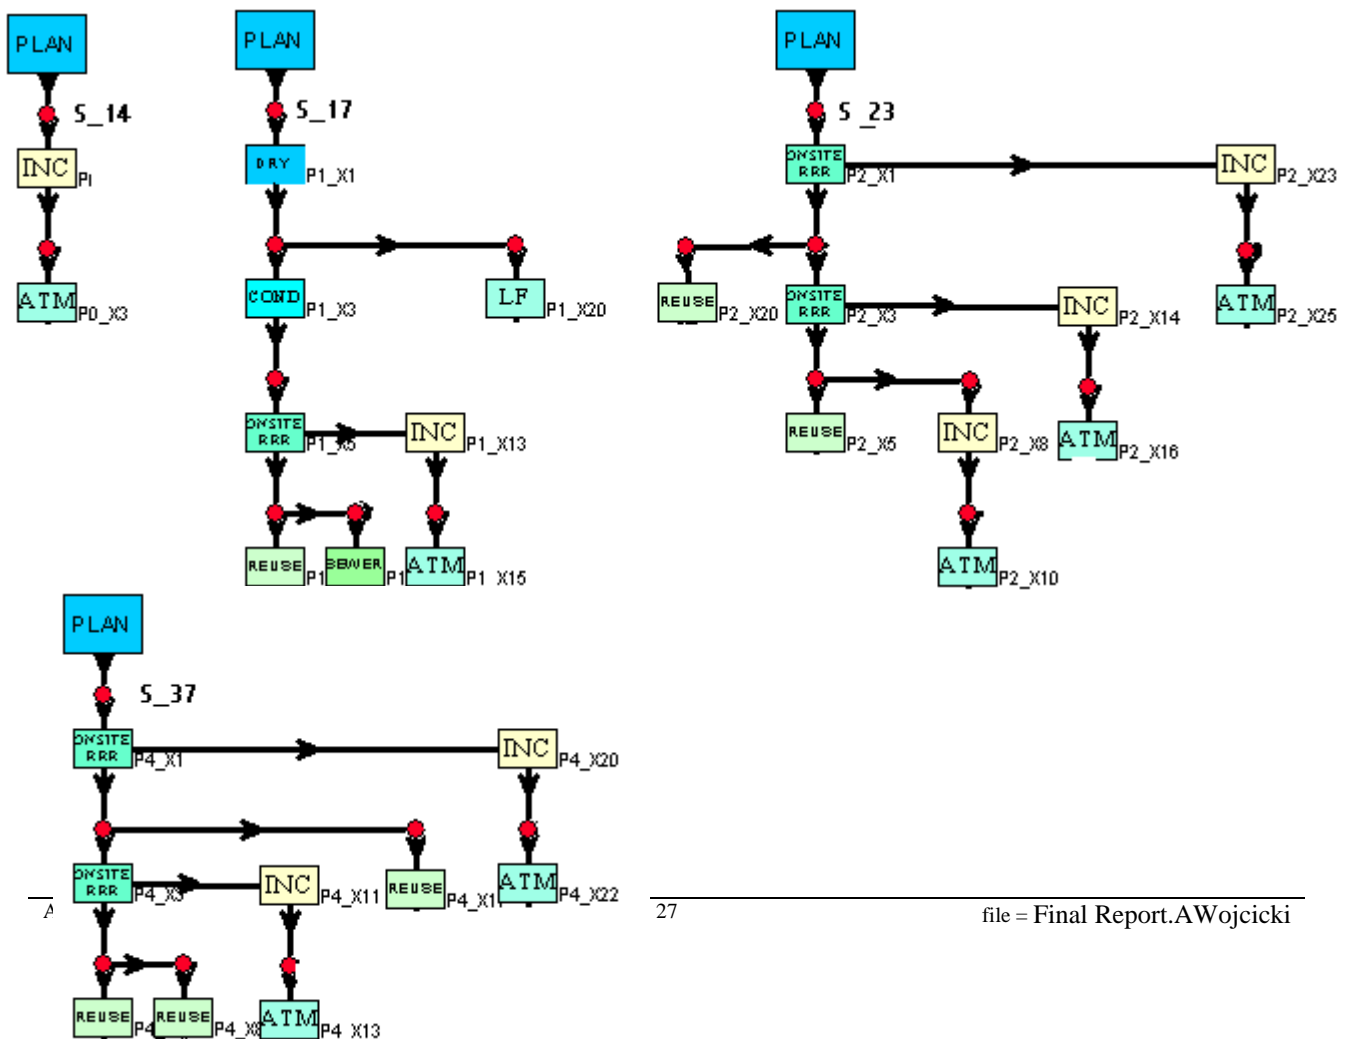 PLAN
S_14
INC
PI
ATM
P0_X3
PLAN
S_17
DRY
P1_X1
COND
P1_X3
LF
P1_X20
ONSITE
RRR
INC
P1_X13
REUSE
P1
SEWER
P1
ATM
P1_X15
PLAN
S_23
ONSITE
RRR
P2_X1
INC
P2_X23
REUSE
P2_X20
ONSITE
RRR
P2_X3
INC
P2_X14
ATM
P2_X25
REUSE
P2_X5
INC
P2_X8
ATM
P2_X16
ATM
P2_X10
PLAN
S_37
ONSITE
RRR
P4_X1
INC
P4_X20
ONSITE
RRR
P4_X3
INC
P4_X11
REUSE
ATM
P4_X22
A
27
file = Final Report.AWojcicki
REUSE
REUSE
ATM
P4_X13